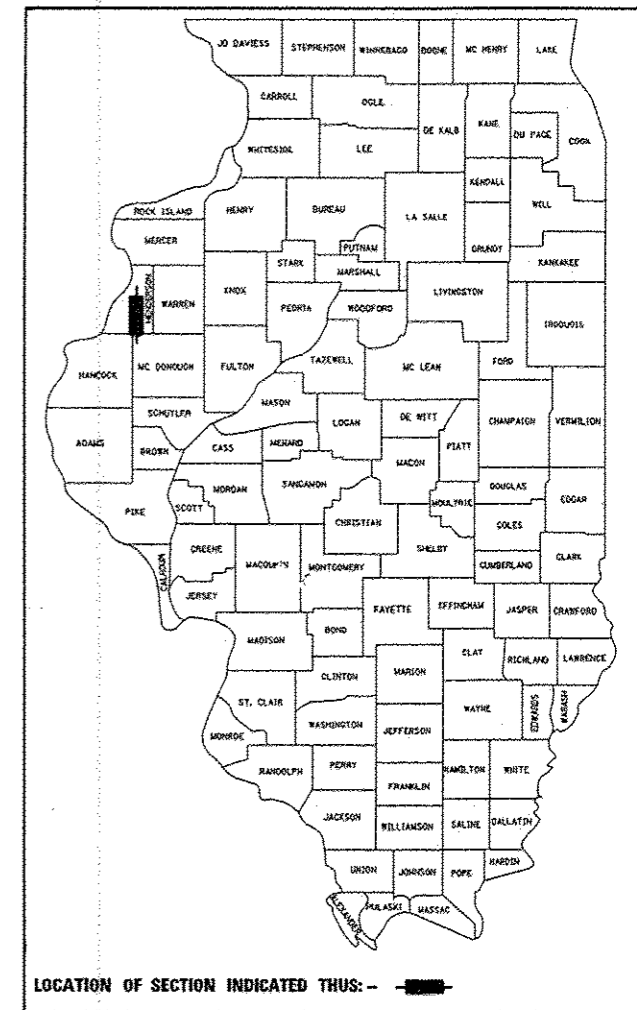 JO DAVIESS STEPHENSON WINNEBAGO BOONE MC HENRY LAKE
CARROLL OGLE DE KALB KANE DU PAGE COOK
WHITESIDE LEE KENDALL WILL
ROCK ISLAND HENRY BUREAU LA SALLE GRUNDY
MERCER PUTNAM KANKAKEE
HENDERSON WARREN KNOX STARK MARSHALL LIVINGSTON IROQUOIS
PEORIA WOODFORD
HANCOCK MC DONOUGH FULTON TAZEWELL MC LEAN FORD
SCHUYLER MASON LOGAN DE WITT CHAMPAIGN VERMILION
ADAMS BROWN CASS MENARD MACON PIATT
PIKE SCOTT MORGAN SANGAMON MOULTRIE DOUGLAS EDGAR
CHRISTIAN COLES
CALHOUN GREENE MACOUPIN MONTGOMERY SHELBY CUMBERLAND CLARK
JERSEY FAYETTE EFFINGHAM JASPER CRAWFORD
MADISON BOND CLAY RICHLAND LAWRENCE
CLINTON MARION
ST. CLAIR WASHINGTON JEFFERSON WAYNE EDWARDS WABASH
MONROE
RANDOLPH PERRY FRANKLIN HAMILTON WHITE
JACKSON WILLIAMSON SALINE GALLATIN
UNION JOHNSON POPE HARDIN
ALEXANDER PULASKI MASSAC
LOCATION OF SECTION INDICATED THUS: -